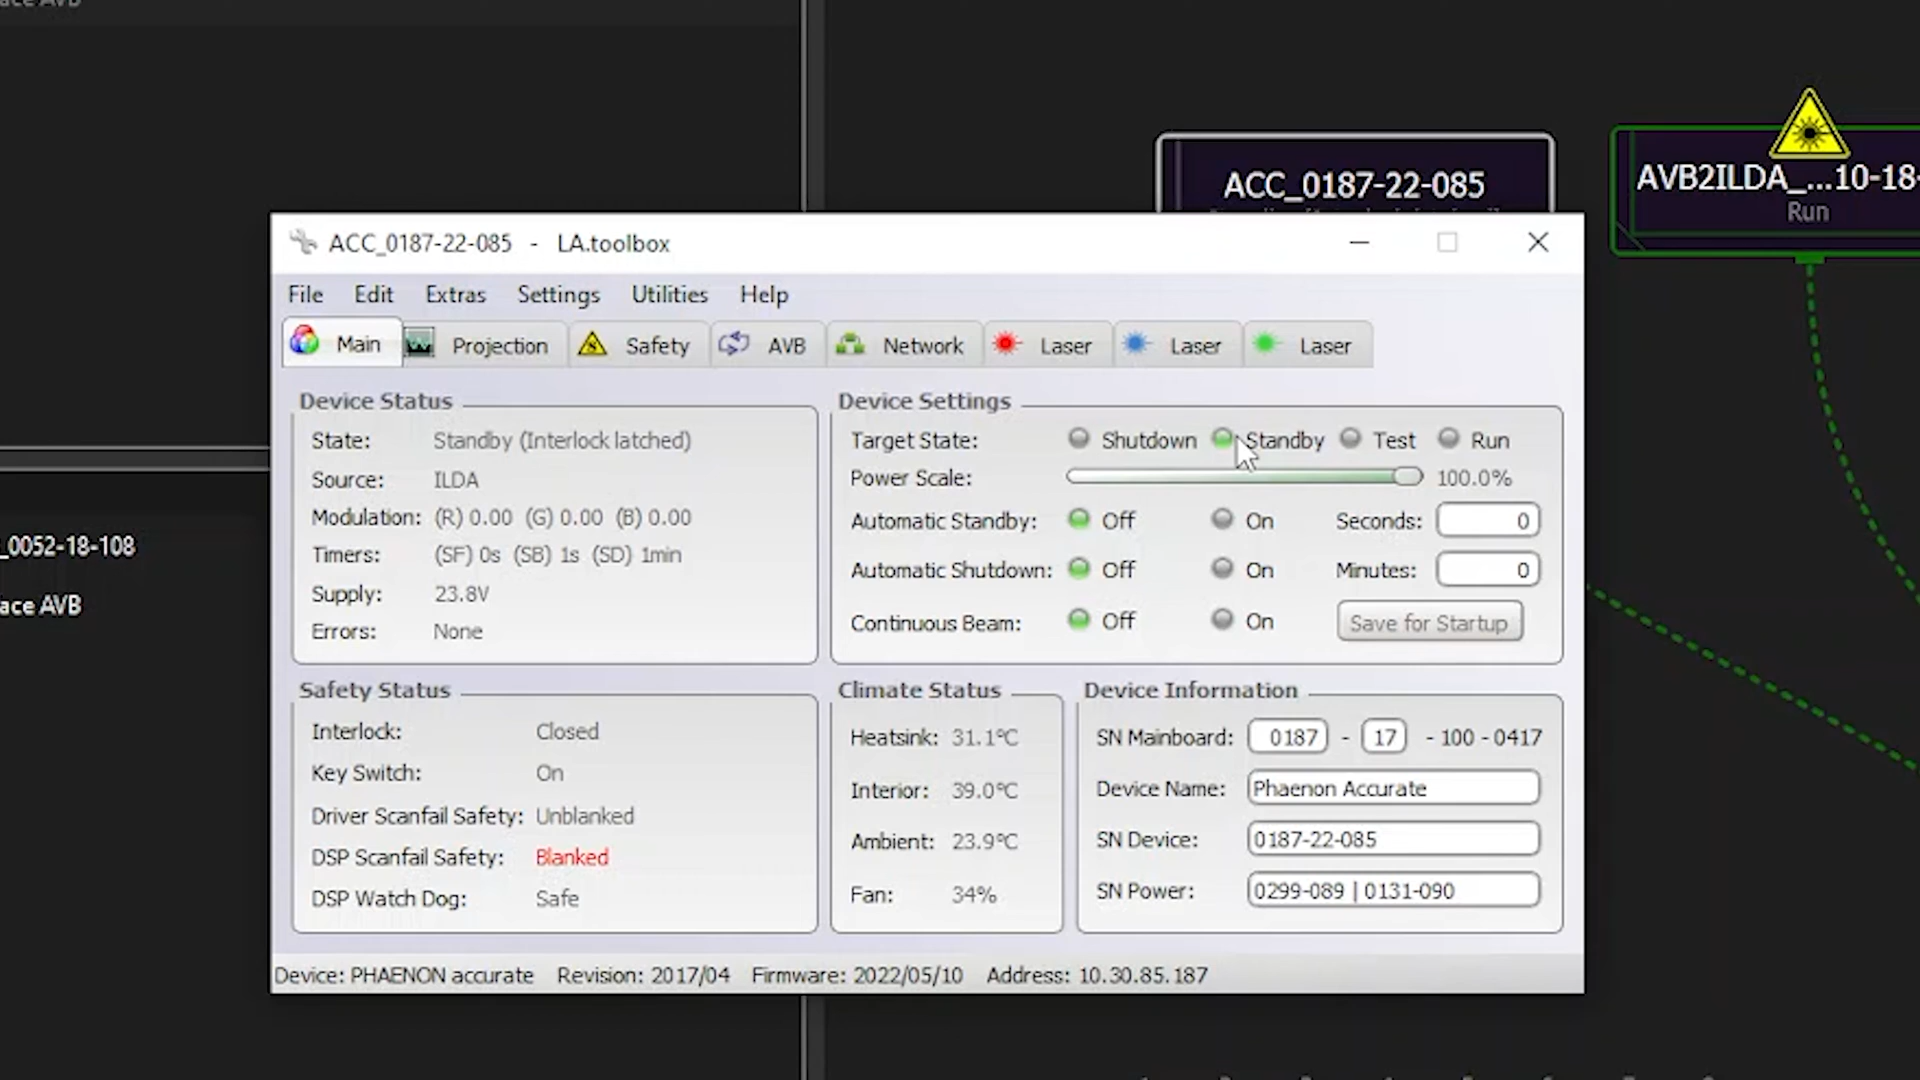 ace AVB
ACC_0187-22-085
AVB2ILDA_...10-18-
Run
ACC_0187-22-085 - LA.toolbox
File Edit Extras Settings Utilities Help
Main Projection Safety AVB Network Laser Laser Laser
Device Status
State: Standby (Interlock latched)
Source: ILDA
Modulation: (R) 0.00 (G) 0.00 (B) 0.00
Timers: (SF) 0s (SB) 1s (SD) 1min
Supply: 23.8V
Errors: None
Device Settings
Target State: Shutdown Standby Test Run
Power Scale: 100.0%
Automatic Standby: Off On Seconds: 0
Automatic Shutdown: Off On Minutes: 0
Continuous Beam: Off On Save for Startup
_0052-18-108
ace AVB
Safety Status
Interlock: Closed
Key Switch: On
Driver Scanfail Safety: Unblanked
DSP Scanfail Safety: Blanked
DSP Watch Dog: Safe
Climate Status
Heatsink: 31.1°C
Interior: 39.0°C
Ambient: 23.9°C
Fan: 34%
Device Information
SN Mainboard: 0187 - 17 - 100 - 0417
Device Name: Phaenon Accurate
SN Device: 0187-22-085
SN Power: 0299-089 | 0131-090
Device: PHAENON accurate Revision: 2017/04 Firmware: 2022/05/10 Address: 10.30.85.187